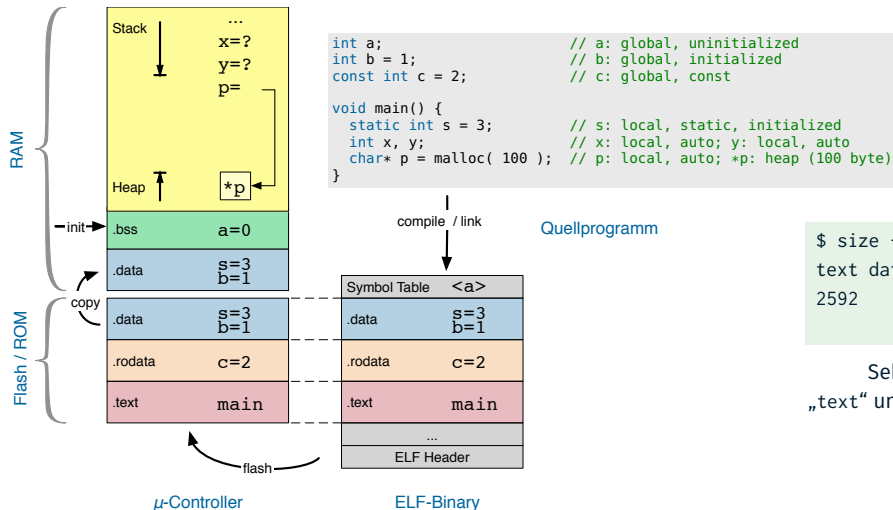 Stack
...
x=?
y=?
p=
RAM
Heap
*p
init
.bss a=0
.data s=3
b=1
copy
Flash / ROM
.data s=3
b=1
.rodata c=2
.text main
flash
µ-Controller
int a; // a: global, uninitialized
int b = 1; // b: global, initialized
const int c = 2; // c: global, const
void main() {
static int s = 3; // s: local, static, initialized
int x, y; // x: local, auto; y: local, auto
char* p = malloc( 100 ); // p: local, auto; *p: heap (100 byte)
}
compile / link
Quellprogramm
Symbol Table <a>
.data s=3
b=1
.rodata c=2
.text main
...
ELF Header
ELF-Binary
$ size
text
2592
„text“